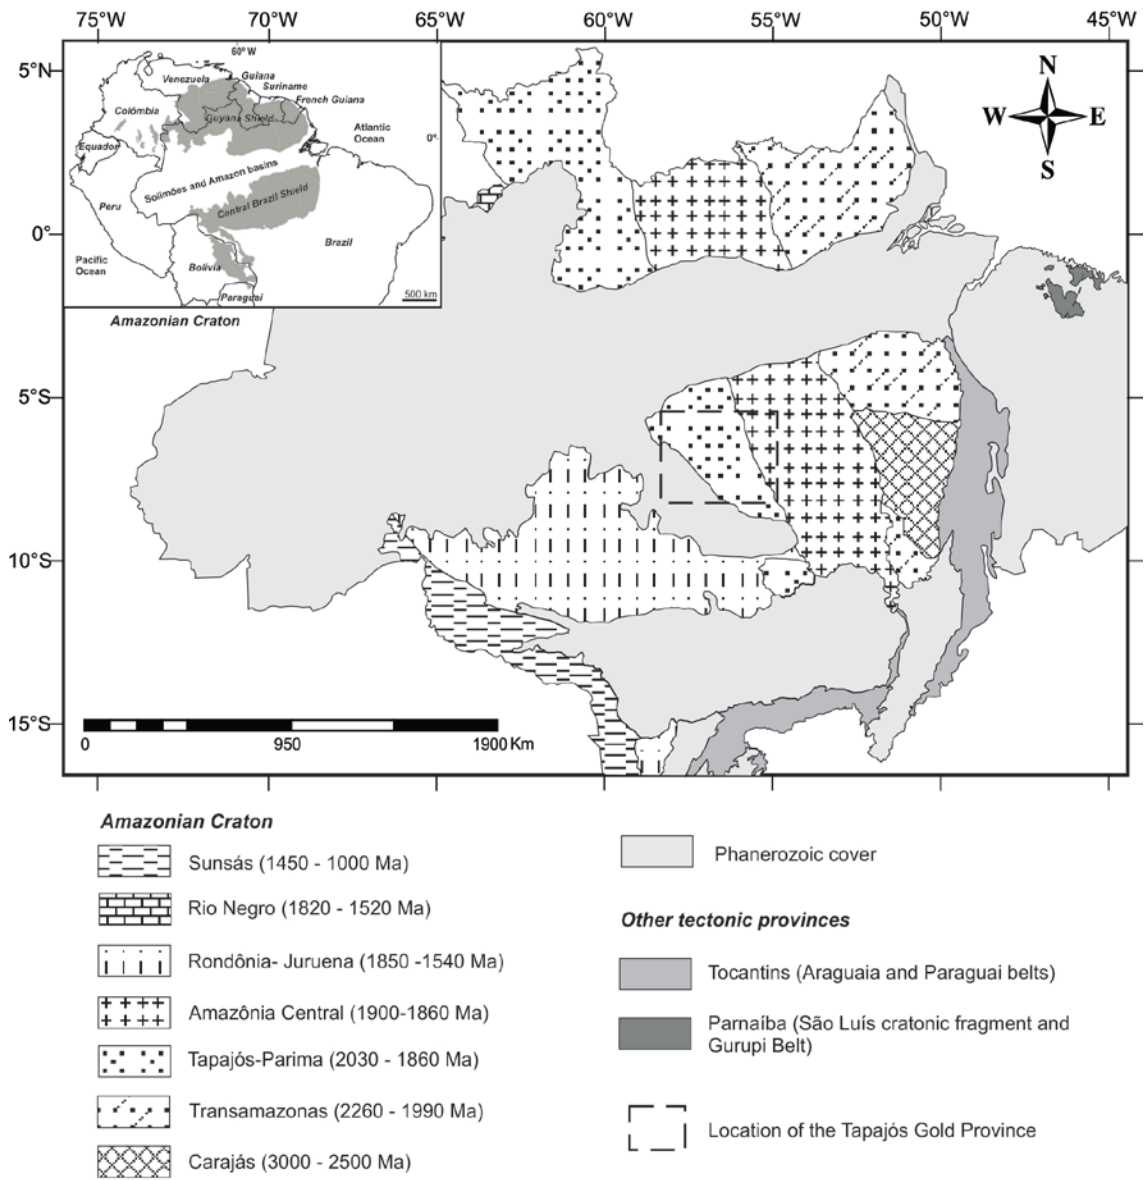 75°W 70°W 65°W 60°W 55°W 50°W 45°W
5°N
0°
5°S
10°S
15°S
60° W
Venezuela
Guiana
Suriname
French Guiana
Colômbia
Guyana Shield
Atlantic
Ocean
0°
Equador
Solimões and Amazon basins
Peru
Central Brazil Shield
Brazil
Pacific
Ocean
Bolívia
Paraguai
500 km
Amazonian Craton
N
W E
S
0 950 1900 Km
Amazonian Craton
Sunsás (1450 - 1000 Ma)
Rio Negro (1820 - 1520 Ma)
Rondônia- Juruena (1850 -1540 Ma)
Amazônia Central (1900-1860 Ma)
Tapajós-Parima (2030 - 1860 Ma)
Transamazonas (2260 - 1990 Ma)
Carajás (3000 - 2500 Ma)
Phanerozoic cover
Other tectonic provinces
Tocantins (Araguaia and Paraguai belts)
Parnaíba (São Luís cratonic fragment and
Gurupi Belt)
Location of the Tapajós Gold Province